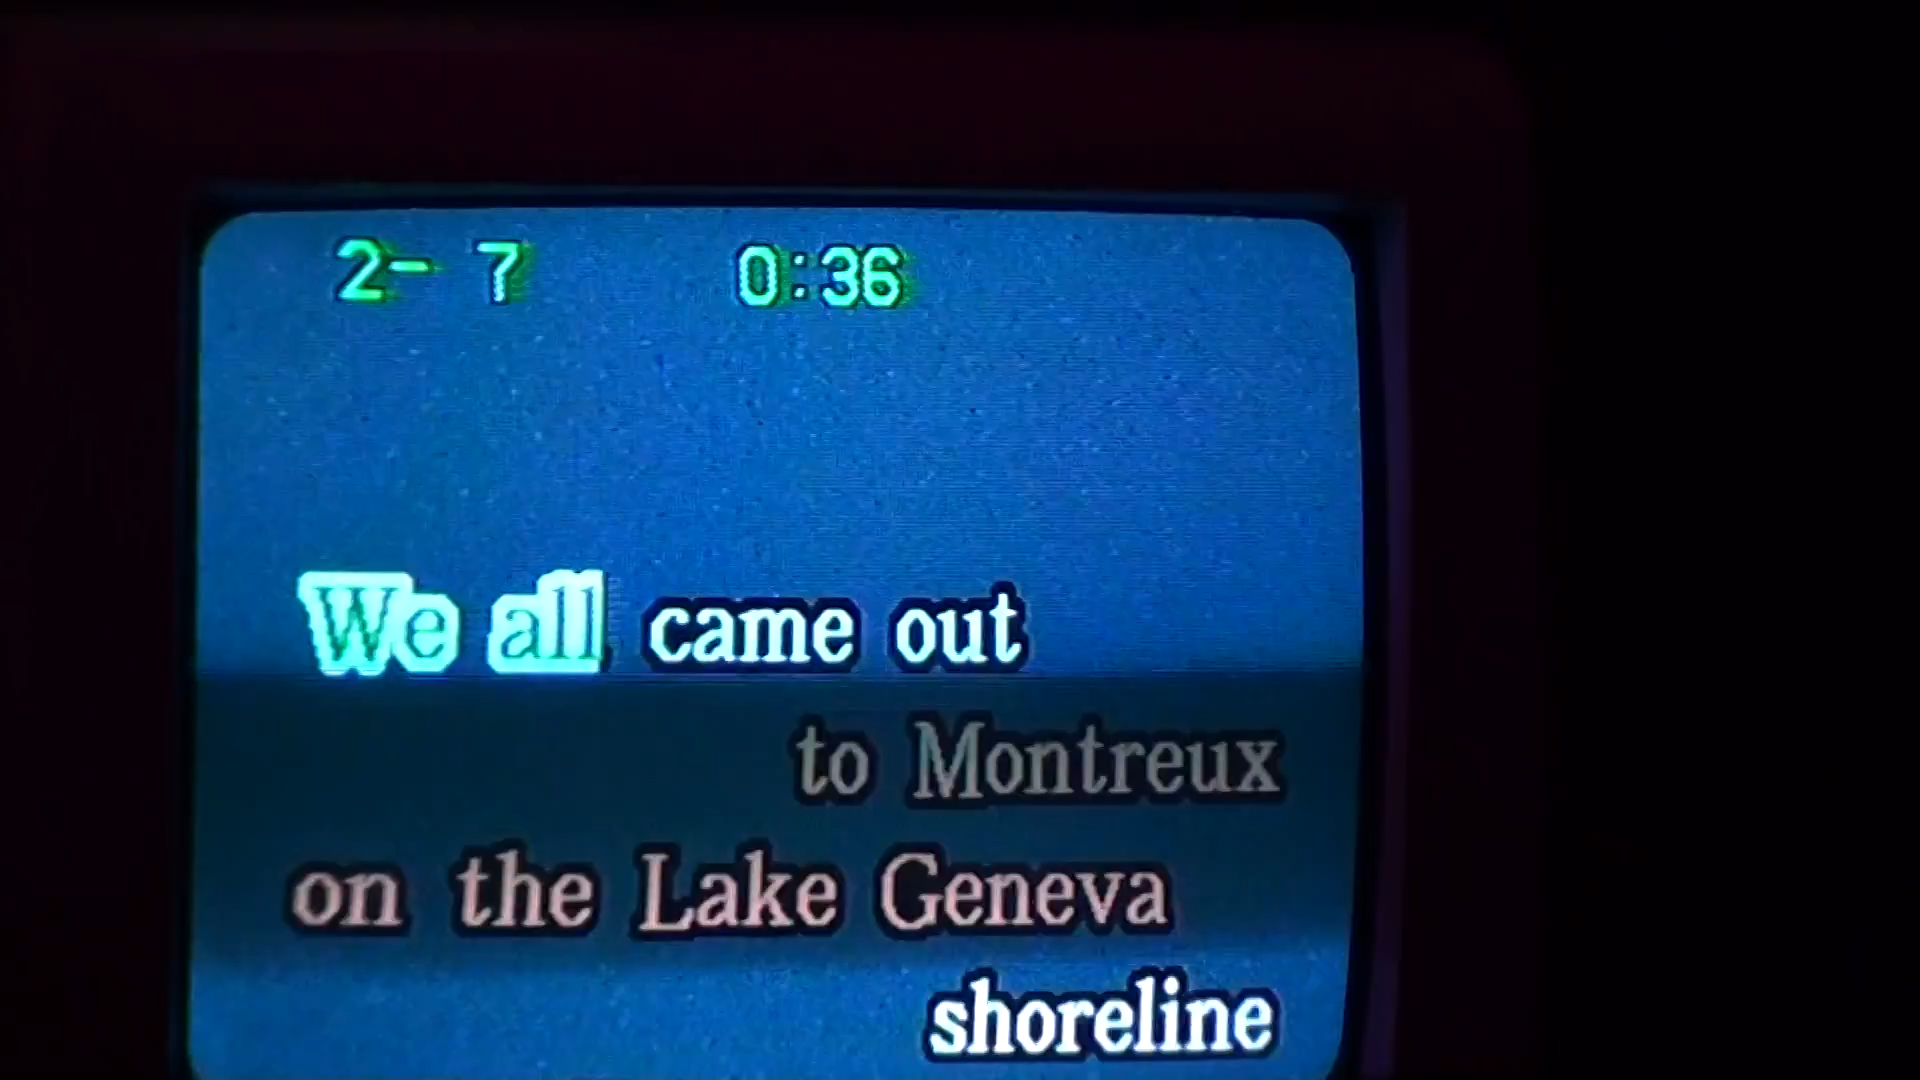 2- 7 0:36
We all came out
to Montreux
on the Lake Geneva
shoreline